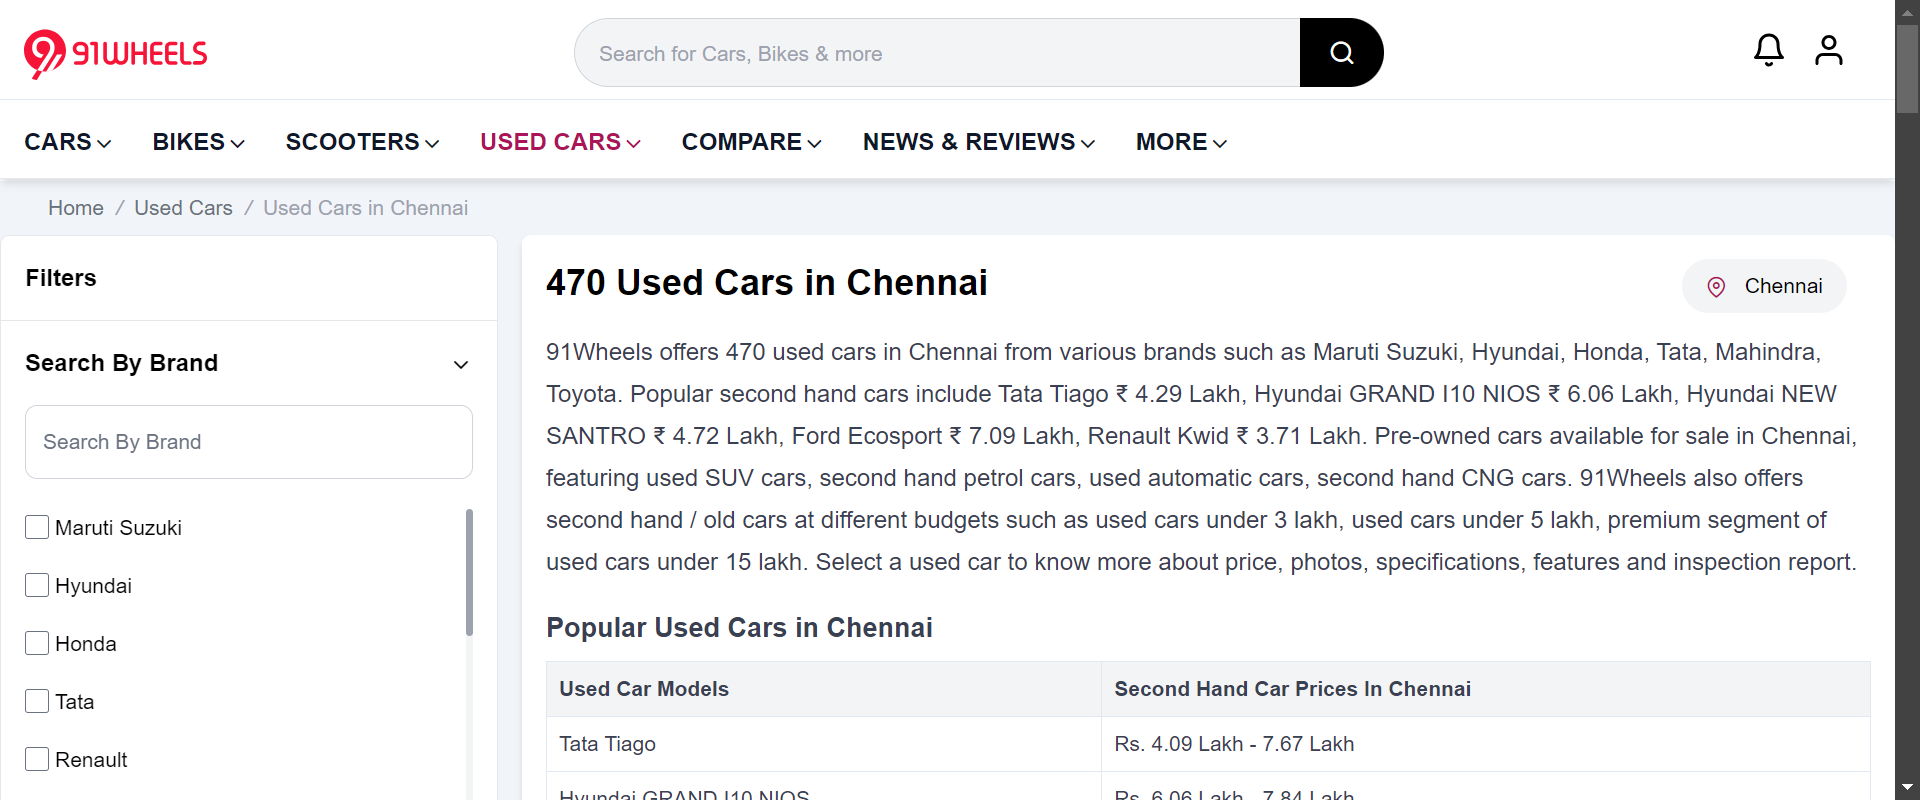 91WHEELS
Search for Cars, Bikes & more
CARS BIKES SCOOTERS USED CARS COMPARE NEWS & REVIEWS MORE
Home / Used Cars / Used Cars in Chennai
Filters
Search By Brand
Search By Brand
Maruti Suzuki
Hyundai
Honda
Tata
Renault
470 Used Cars in Chennai
Chennai
91Wheels offers 470 used cars in Chennai from various brands such as Maruti Suzuki, Hyundai, Honda, Tata, Mahindra,
Toyota. Popular second hand cars include Tata Tiago ₹ 4.29 Lakh, Hyundai GRAND I10 NIOS ₹ 6.06 Lakh, Hyundai NEW
SANTRO ₹ 4.72 Lakh, Ford Ecosport ₹ 7.09 Lakh, Renault Kwid ₹ 3.71 Lakh. Pre-owned cars available for sale in Chennai,
featuring used SUV cars, second hand petrol cars, used automatic cars, second hand CNG cars. 91Wheels also offers
second hand / old cars at different budgets such as used cars under 3 lakh, used cars under 5 lakh, premium segment of
used cars under 15 lakh. Select a used car to know more about price, photos, specifications, features and inspection report.
Popular Used Cars in Chennai
Used Car Models Second Hand Car Prices In Chennai
Tata Tiago Rs. 4.09 Lakh - 7.67 Lakh
Hyundai GRAND I10 NIOS Rs. 6.06 Lakh - 7.84 Lakh